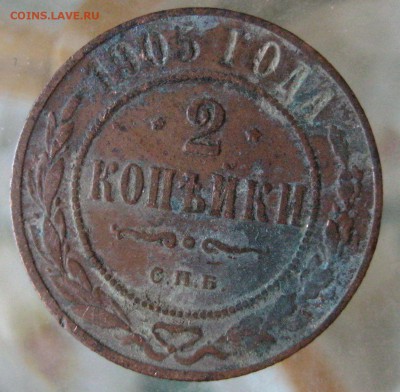 COINS.LAVE.RU
1905 ГОДА
2
КОПѢЙКИ
С.П.Б.